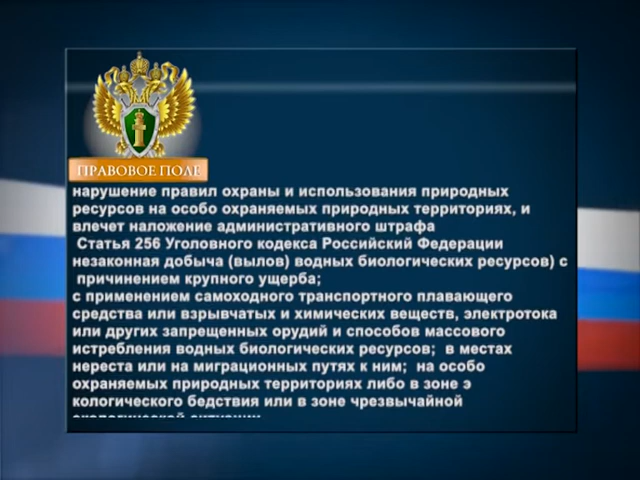 ПРАВОВОЕ ПОЛЕ
нарушение правил охраны и использования природных
ресурсов на особо охраняемых природных территориях, и
влечет наложение административного штрафа
Статья 256 Уголовного кодекса Российский Федерации
незаконная добыча (вылов) водных биологических ресурсов) с
причинением крупного ущерба;
с применением самоходного транспортного плавающего
средства или взрывчатых и химических веществ, электротока
или других запрещенных орудий и способов массового
истребления водных биологических ресурсов; в местах
нереста или на миграционных путях к ним; на особо
охраняемых природных территориях либо в зоне э
кологического бедствия или в зоне чрезвычайной